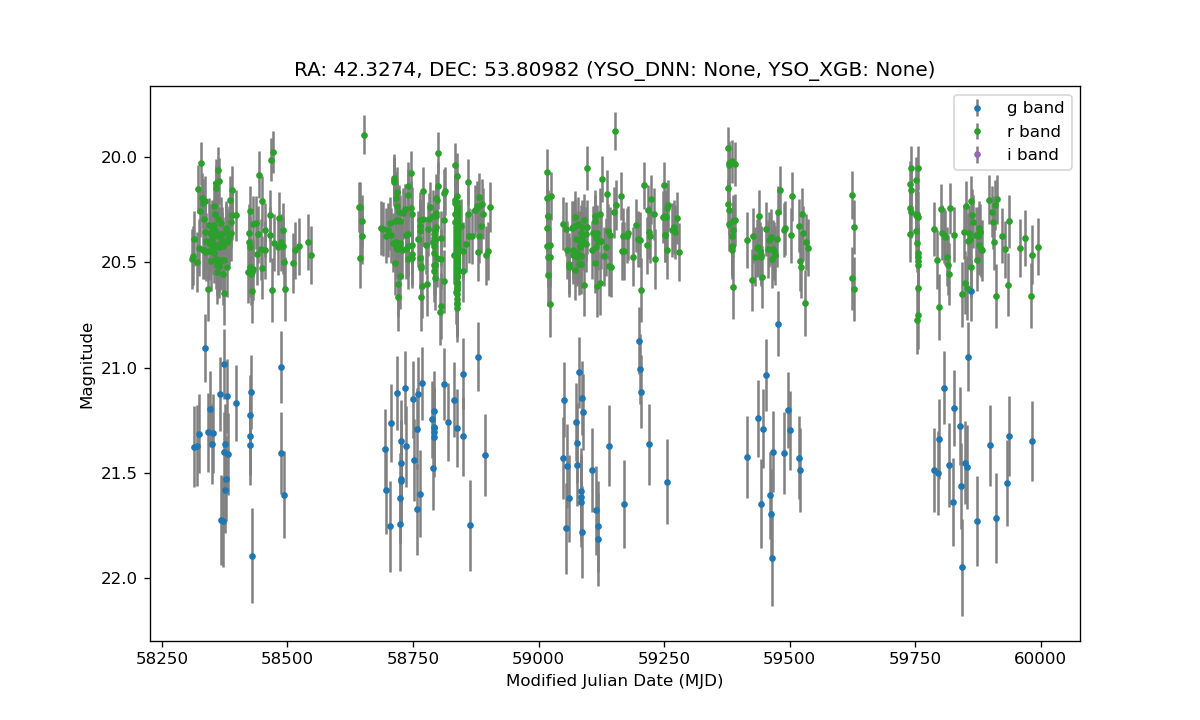 RA: 42.3274, DEC: 53.80982 (YSO_DNN: None, YSO_XGB: None)
g band
r band
i band
20.0
20.5
21.0
21.5
22.0
Magnitude
58250 58500 58750 59000 59250 59500 59750 60000
Modified Julian Date (MJD)